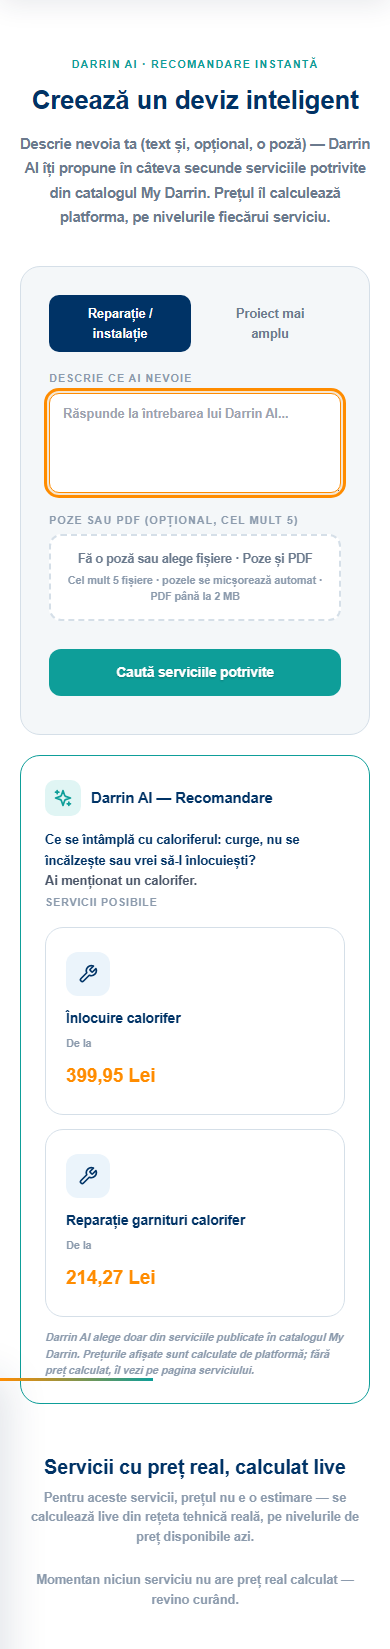 DARRIN AI · RECOMANDARE INSTANTĂ
Creează un deviz inteligent
Descrie nevoia ta (text și, opțional, o poză) — Darrin
AI îți propune în câteva secunde serviciile potrivite
din catalogul My Darrin. Prețul îl calculează
platforma, pe nivelurile fiecărui serviciu.
Reparație /
instalație
Proiect mai
amplu
DESCRIE CE AI NEVOIE
Răspunde la întrebarea lui Darrin AI...
POZE SAU PDF (OPȚIONAL, CEL MULT 5)
Fă o poză sau alege fișiere · Poze și PDF
Cel mult 5 fișiere · pozele se micșorează automat ·
PDF până la 2 MB
Caută serviciile potrivite
Darrin AI — Recomandare
Ce se întâmplă cu caloriferul: curge, nu se
încălzește sau vrei să-l înlocuiești?
Ai menționat un calorifer.
SERVICII POSIBILE
Înlocuire calorifer
De la
399,95 Lei
Reparație garnituri calorifer
De la
214,27 Lei
Darrin AI alege doar din serviciile publicate în catalogul My
Darrin. Prețurile afișate sunt calculate de platformă; fără
preț calculat, îl vezi pe pagina serviciului.
Servicii cu preț real, calculat live
Pentru aceste servicii, prețul nu e o estimare — se
calculează live din rețeta tehnică reală, pe nivelurile de
preț disponibile azi.
Momentan niciun serviciu nu are preț real calculat —
revino curând.